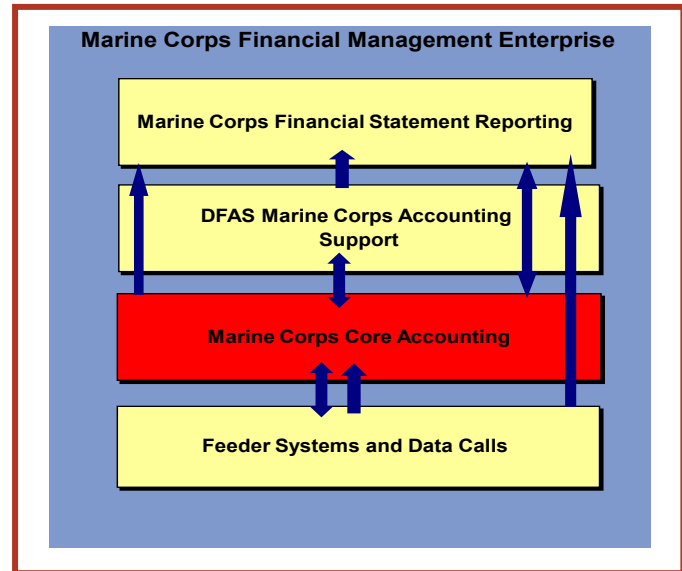 Marine Corps Financial Management Enterprise
Marine Corps Financial Statement Reporting
DFAS Marine Corps Accounting
Support
Marine Corps Core Accounting
Feeder Systems and Data Calls